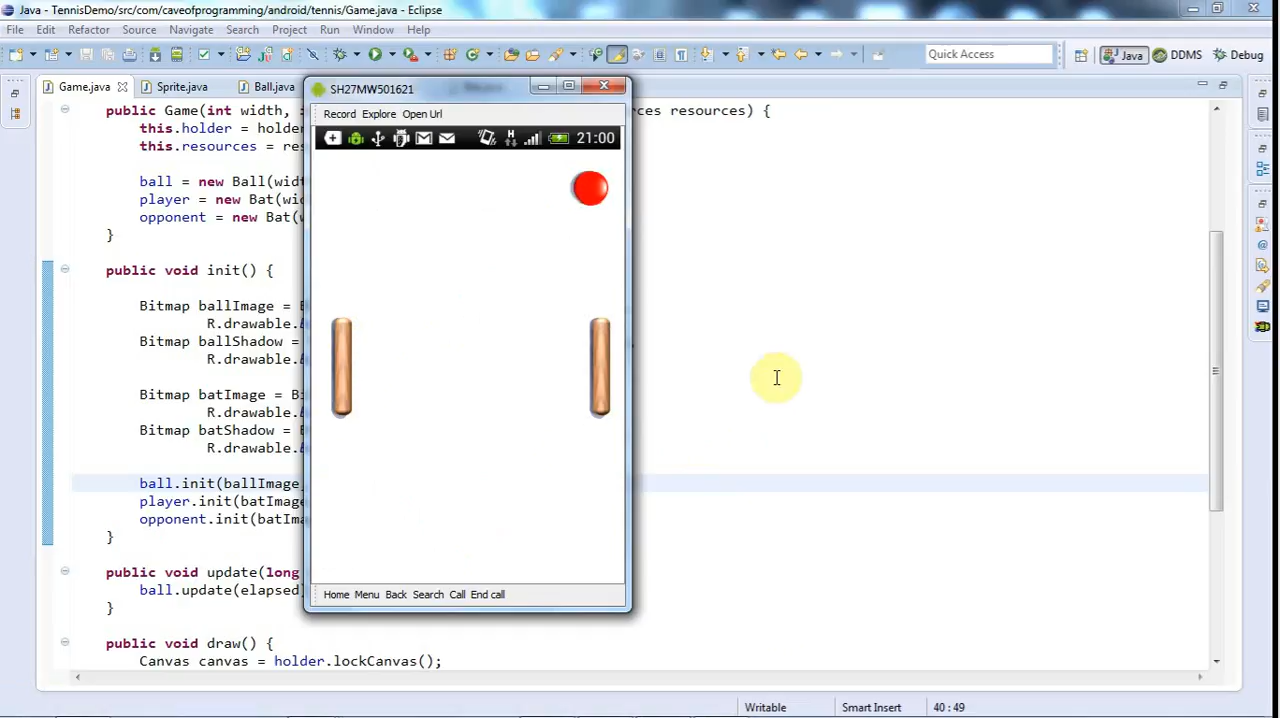 Java - TennisDemo/src/com/caveofprogramming/android/tennis/Game.java - Eclipse
File Edit Refactor Source Navigate Search Project Run Window Help
Quick Access Java DDMS Debug
Game.java Sprite.java Ball.java
SH27MW501621
Record Explore Open Url
21:00
public Game(int width, ces resources) {
this.holder = holder
this.resources = res
ball = new Ball(widt
player = new Bat(w
opponent = new Bat(w
}
public void init() {
Bitmap ballImage =
R.drawable.
Bitmap ballShadow =
R.drawable.
Bitmap batImage =
R.drawable.
Bitmap batShadow =
R.drawable.
ball.init(ballImage
player.init(batImage
opponent.init(batIma
}
public void update(long
ball.update(elapsed)
}
public void draw() {
Canvas canvas = holder.lockCanvas();
Home Menu Back Search Call End call
Writable Smart Insert 40 : 49